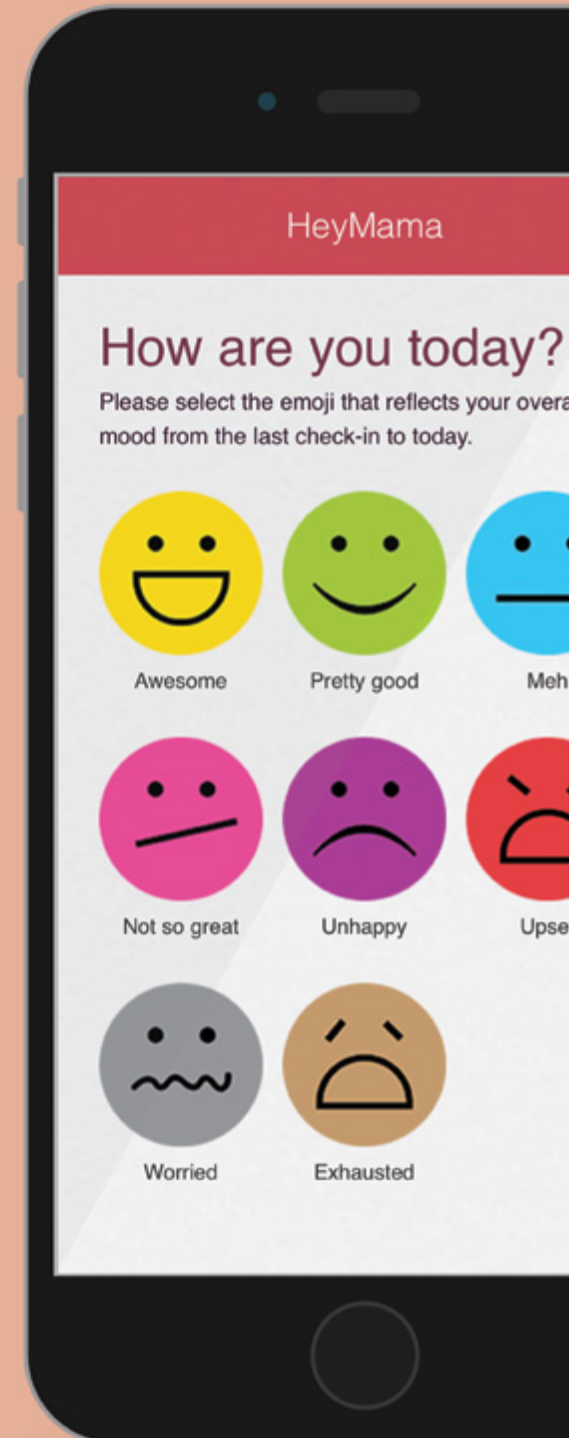 HeyMama
How are you today?
Please select the emoji that reflects your overa
mood from the last check-in to today.
Awesome Pretty good Meh
Not so great Unhappy Upse
Worried Exhausted